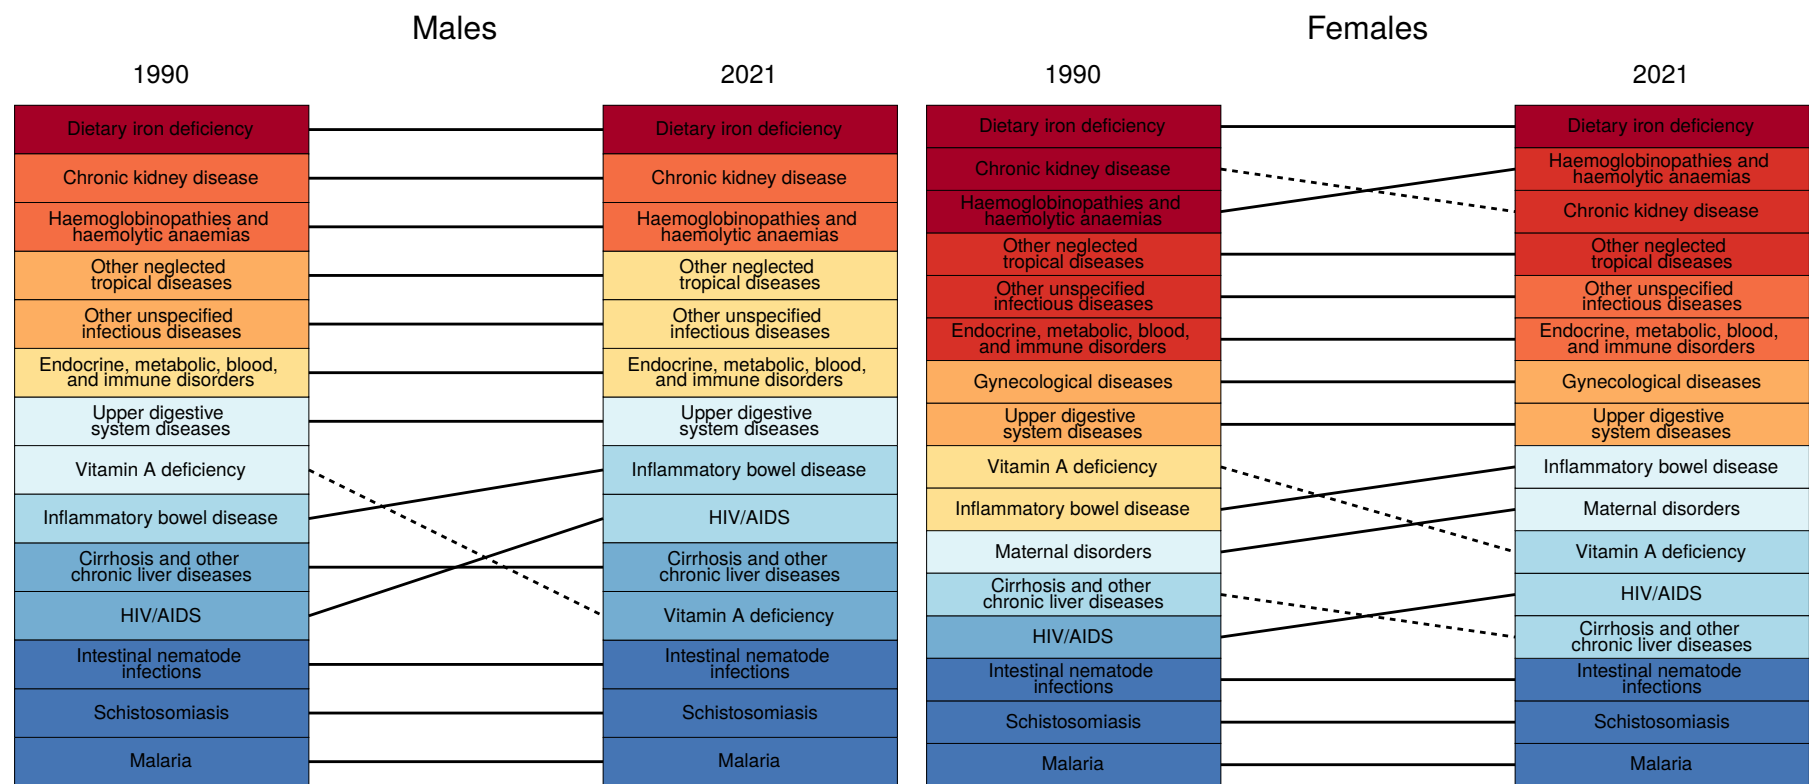 Males
1990
2021
Dietary iron deficiency
Chronic kidney disease
Haemoglobinopathies and
haemolytic anaemias
Other neglected
tropical diseases
Other unspecified
infectious diseases
Endocrine, metabolic, blood,
and immune disorders
Upper digestive
system diseases
Vitamin A deficiency
Inflammatory bowel disease
Cirrhosis and other
chronic liver diseases
HIV/AIDS
Intestinal nematode
infections
Schistosomiasis
Malaria
Dietary iron deficiency
Chronic kidney disease
Haemoglobinopathies and
haemolytic anaemias
Other neglected
tropical diseases
Other unspecified
infectious diseases
Endocrine, metabolic, blood,
and immune disorders
Upper digestive
system diseases
Inflammatory bowel disease
HIV/AIDS
Cirrhosis and other
chronic liver diseases
Vitamin A deficiency
Intestinal nematode
infections
Schistosomiasis
Malaria
Females
1990
2021
Dietary iron deficiency
Chronic kidney disease
Haemoglobinopathies and
haemolytic anaemias
Other neglected
tropical diseases
Other unspecified
infectious diseases
Endocrine, metabolic, blood,
and immune disorders
Gynecological diseases
Upper digestive
system diseases
Vitamin A deficiency
Inflammatory bowel disease
Maternal disorders
Cirrhosis and other
chronic liver diseases
HIV/AIDS
Intestinal nematode
infections
Schistosomiasis
Malaria
Dietary iron deficiency
Haemoglobinopathies and
haemolytic anaemias
Chronic kidney disease
Other neglected
tropical diseases
Other unspecified
infectious diseases
Endocrine, metabolic, blood,
and immune disorders
Gynecological diseases
Upper digestive
system diseases
Inflammatory bowel disease
Maternal disorders
Vitamin A deficiency
HIV/AIDS
Cirrhosis and other
chronic liver diseases
Intestinal nematode
infections
Schistosomiasis
Malaria